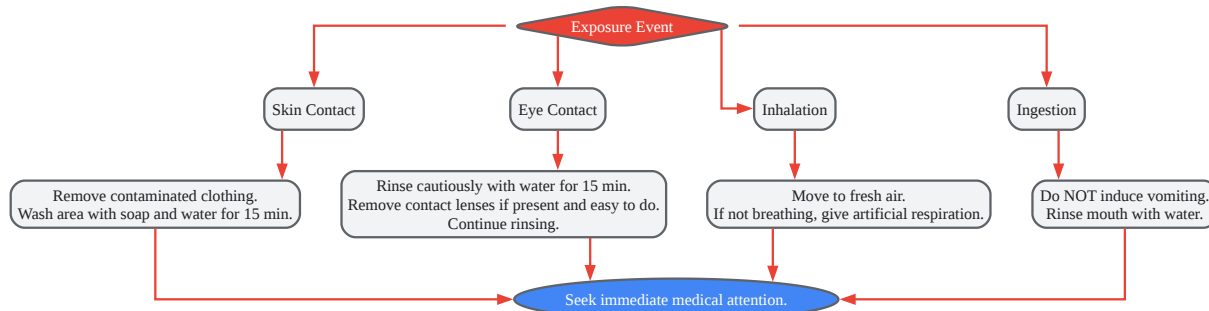 Exposure Event
Skin Contact
Eye Contact
Inhalation
Ingestion
Remove contaminated clothing.
Wash area with soap and water for 15 min.
Rinse cautiously with water for 15 min.
Remove contact lenses if present and easy to do.
Continue rinsing.
Move to fresh air.
If not breathing, give artificial respiration.
Do NOT induce vomiting.
Rinse mouth with water.
Seek immediate medical attention.